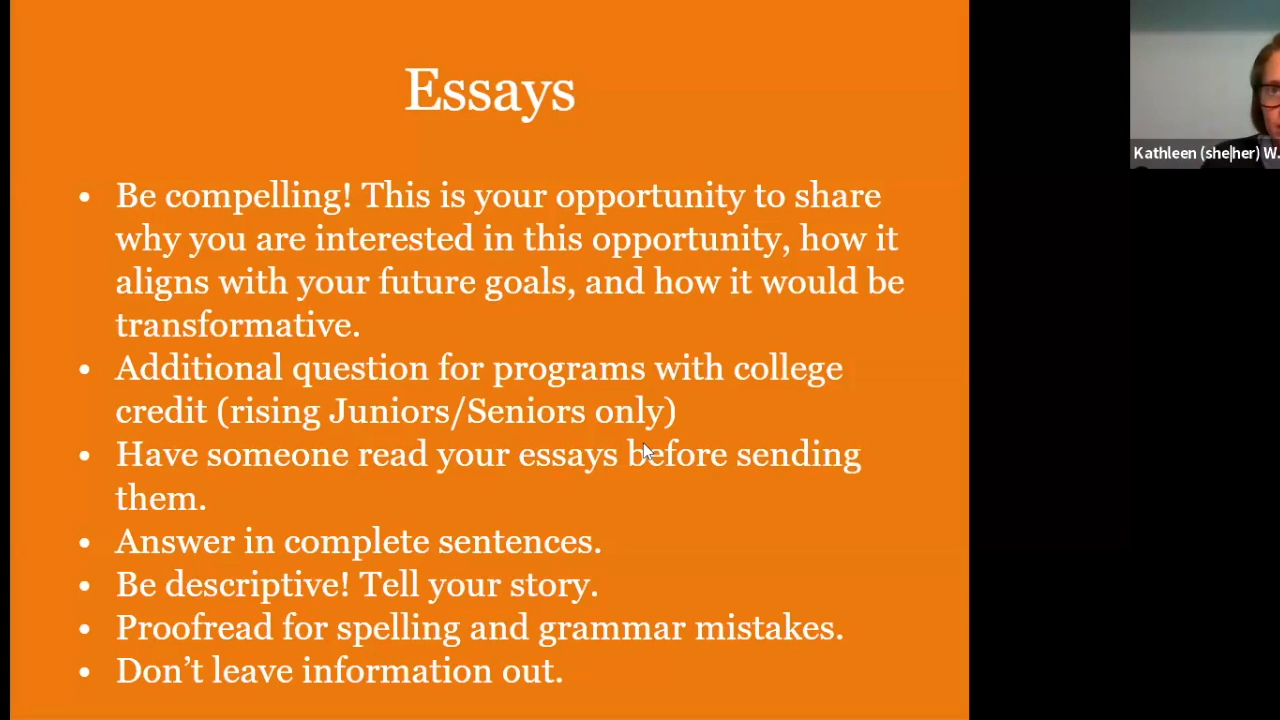 Essays
• Be compelling! This is your opportunity to share
why you are interested in this opportunity, how it
aligns with your future goals, and how it would be
transformative.
• Additional question for programs with college
credit (rising Juniors/Seniors only)
• Have someone read your essays before sending
them.
• Answer in complete sentences.
• Be descriptive! Tell your story.
• Proofread for spelling and grammar mistakes.
• Don’t leave information out.
Kathleen (she|her) W.